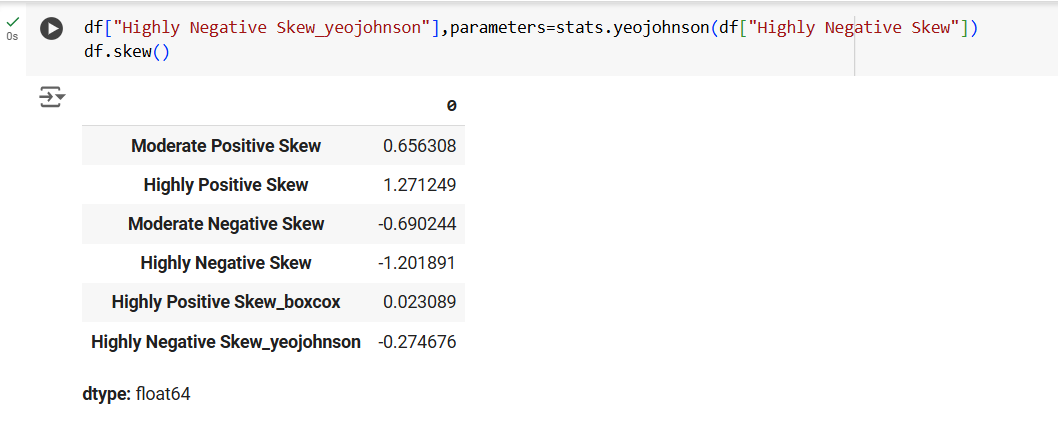 df["Highly Negative Skew_yeojohnson"],parameters=stats.yeojohnson(df["Highly Negative Skew"])
0s
df.skew()
0
Moderate Positive Skew 0.656308
Highly Positive Skew 1.271249
Moderate Negative Skew -0.690244
Highly Negative Skew -1.201891
Highly Positive Skew_boxcox 0.023089
Highly Negative Skew_yeojohnson -0.274676
dtype: float64